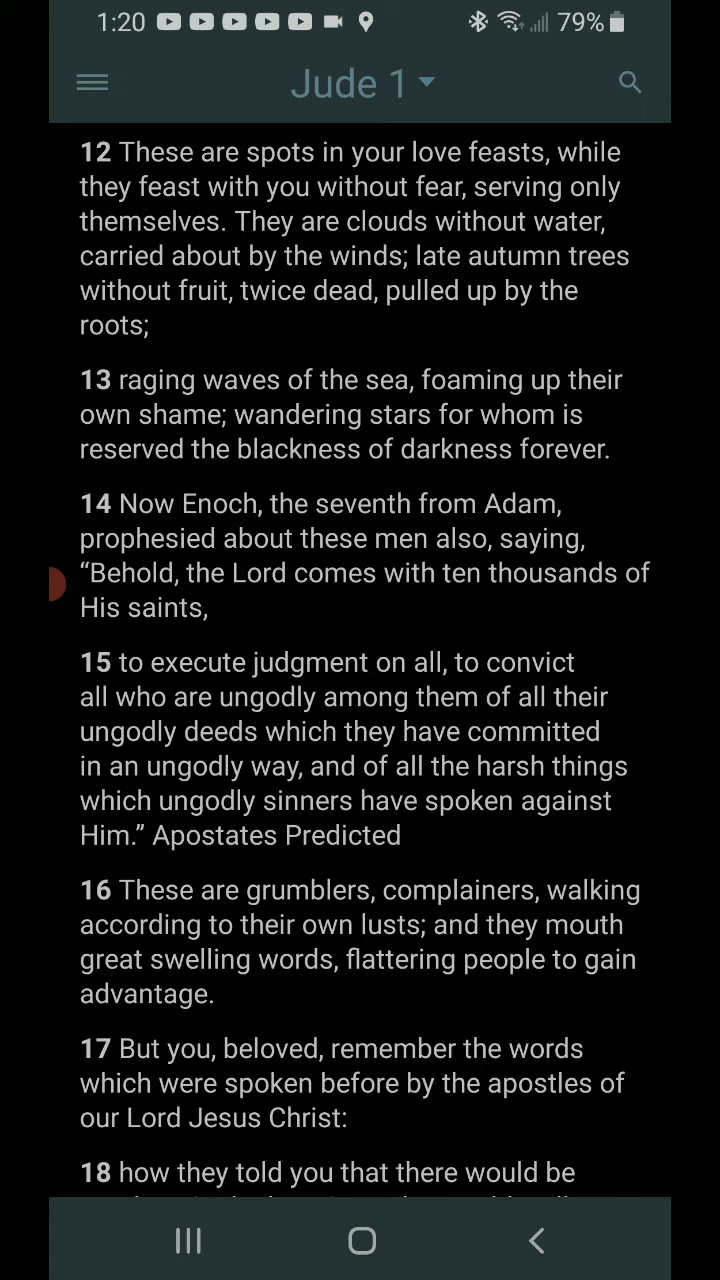 1:20 79%
Jude 1
12 These are spots in your love feasts, while
they feast with you without fear, serving only
themselves. They are clouds without water,
carried about by the winds; late autumn trees
without fruit, twice dead, pulled up by the
roots;
13 raging waves of the sea, foaming up their
own shame; wandering stars for whom is
reserved the blackness of darkness forever.
14 Now Enoch, the seventh from Adam,
prophesied about these men also, saying,
“Behold, the Lord comes with ten thousands of
His saints,
15 to execute judgment on all, to convict
all who are ungodly among them of all their
ungodly deeds which they have committed
in an ungodly way, and of all the harsh things
which ungodly sinners have spoken against
Him.” Apostates Predicted
16 These are grumblers, complainers, walking
according to their own lusts; and they mouth
great swelling words, flattering people to gain
advantage.
17 But you, beloved, remember the words
which were spoken before by the apostles of
our Lord Jesus Christ:
18 how they told you that there would be